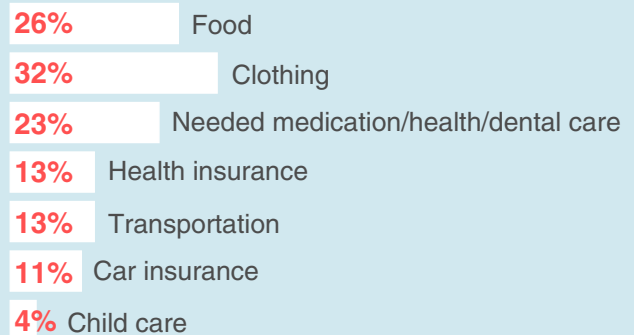 26% Food
32% Clothing
23% Needed medication/health/dental care
13% Health insurance
13% Transportation
11% Car insurance
4% Child care